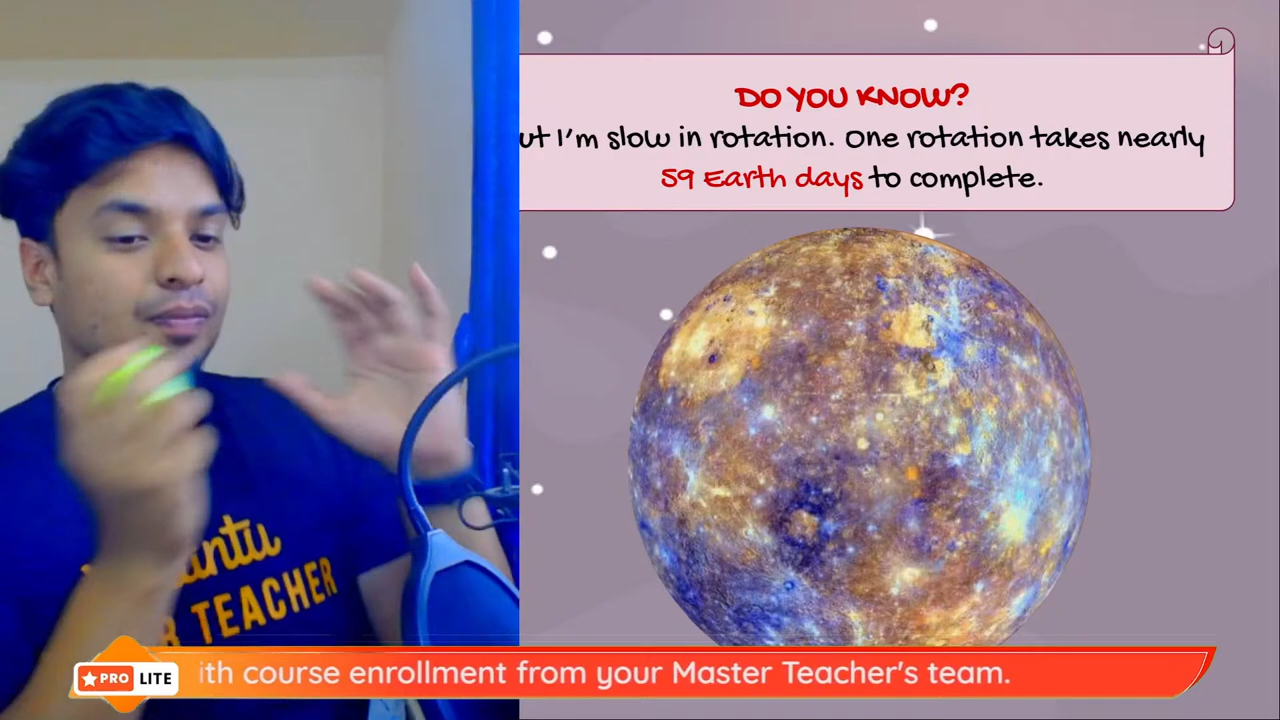 DO YOU KNOW?
ut I'm slow in rotation. One rotation takes nearly
59 Earth days to complete.
antu
R TEACHER
PRO LITE
ith course enrollment from your Master Teacher's team.